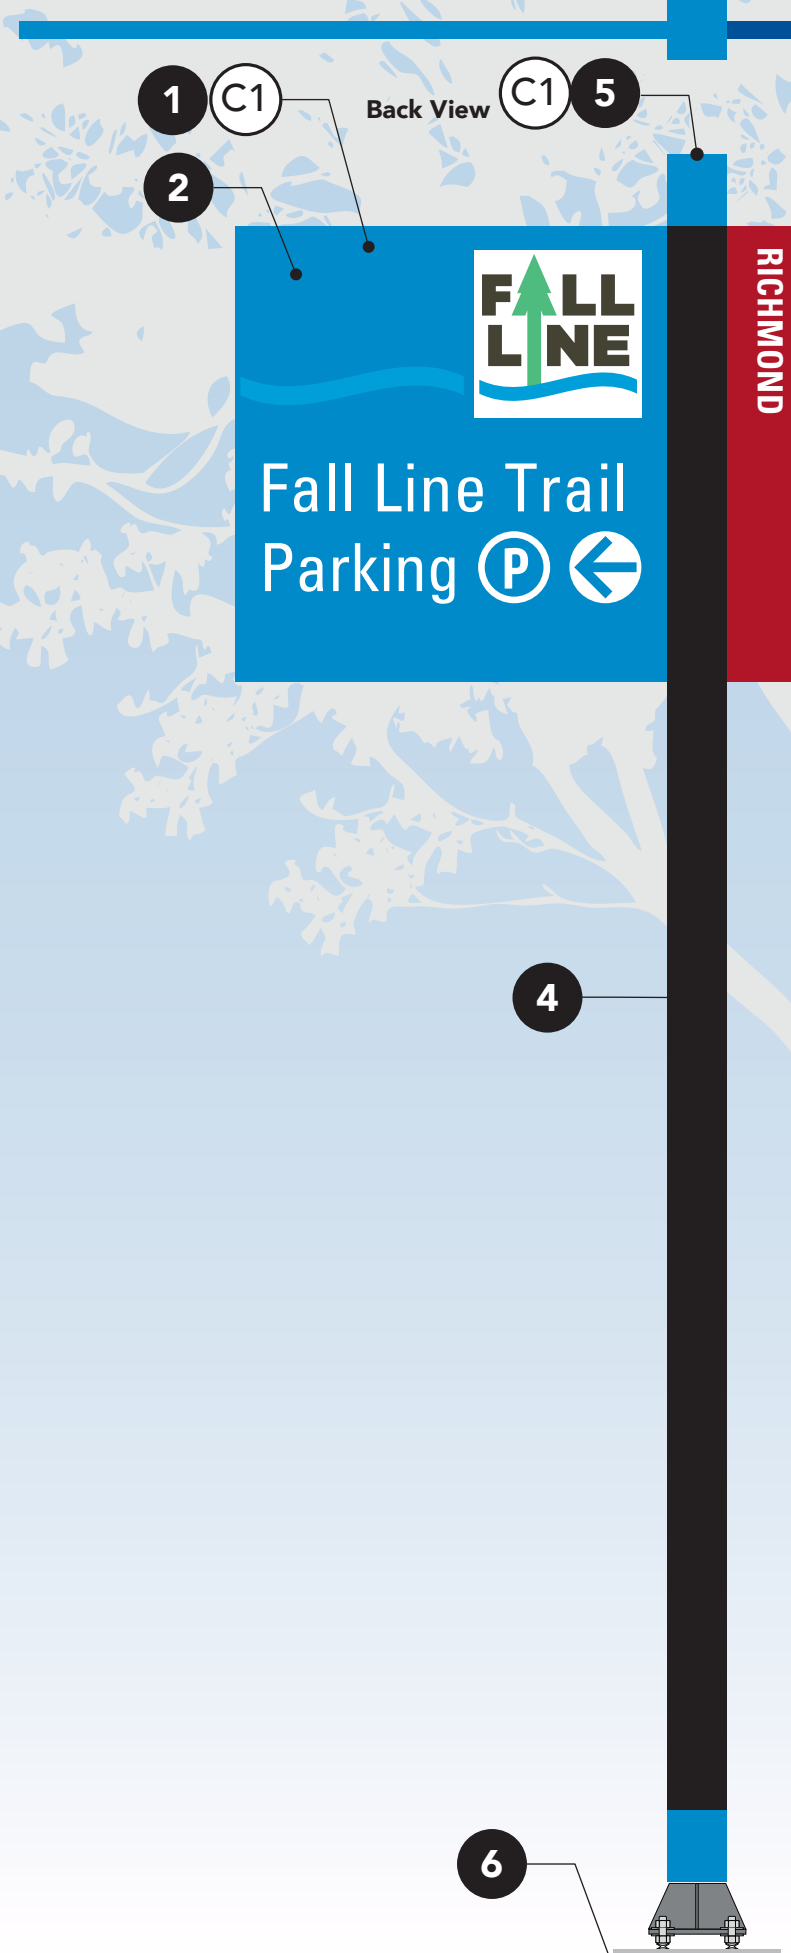 1 C1
Back View C1 5
2
FALL
LINE
RICHMOND
Fall Line Trail
Parking P
4
6